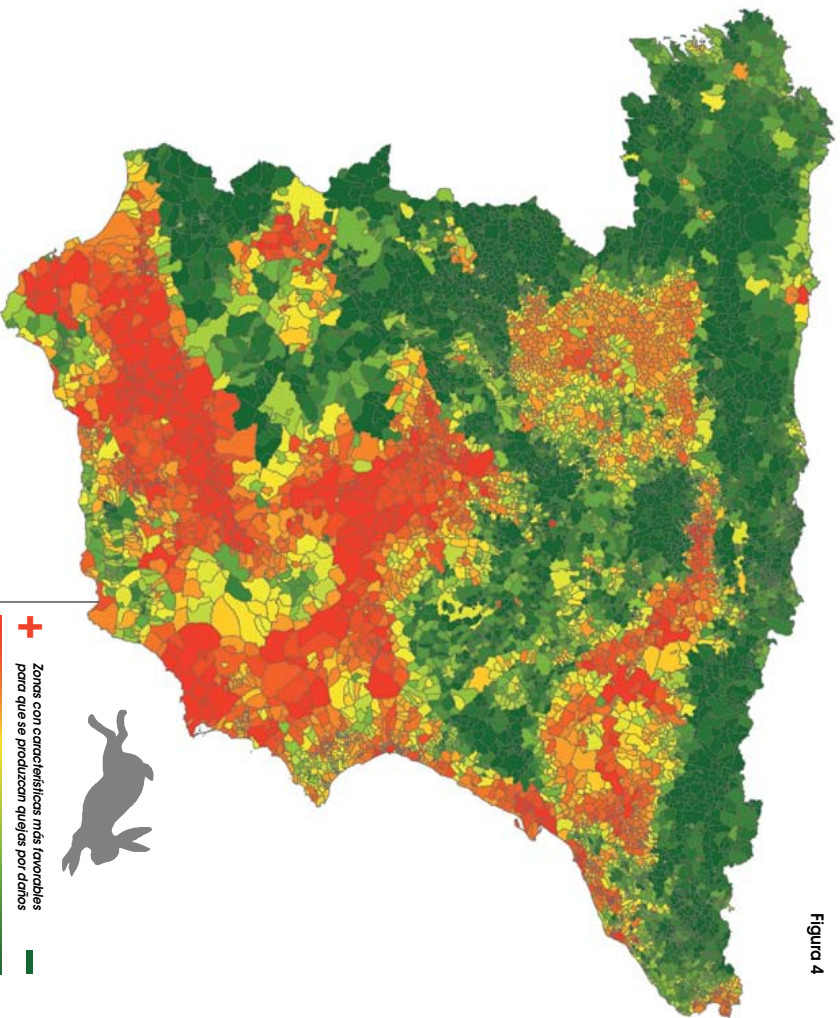 Figura 4
+
Zonas con características más favorables
para que se produzcan quejas por daños
-